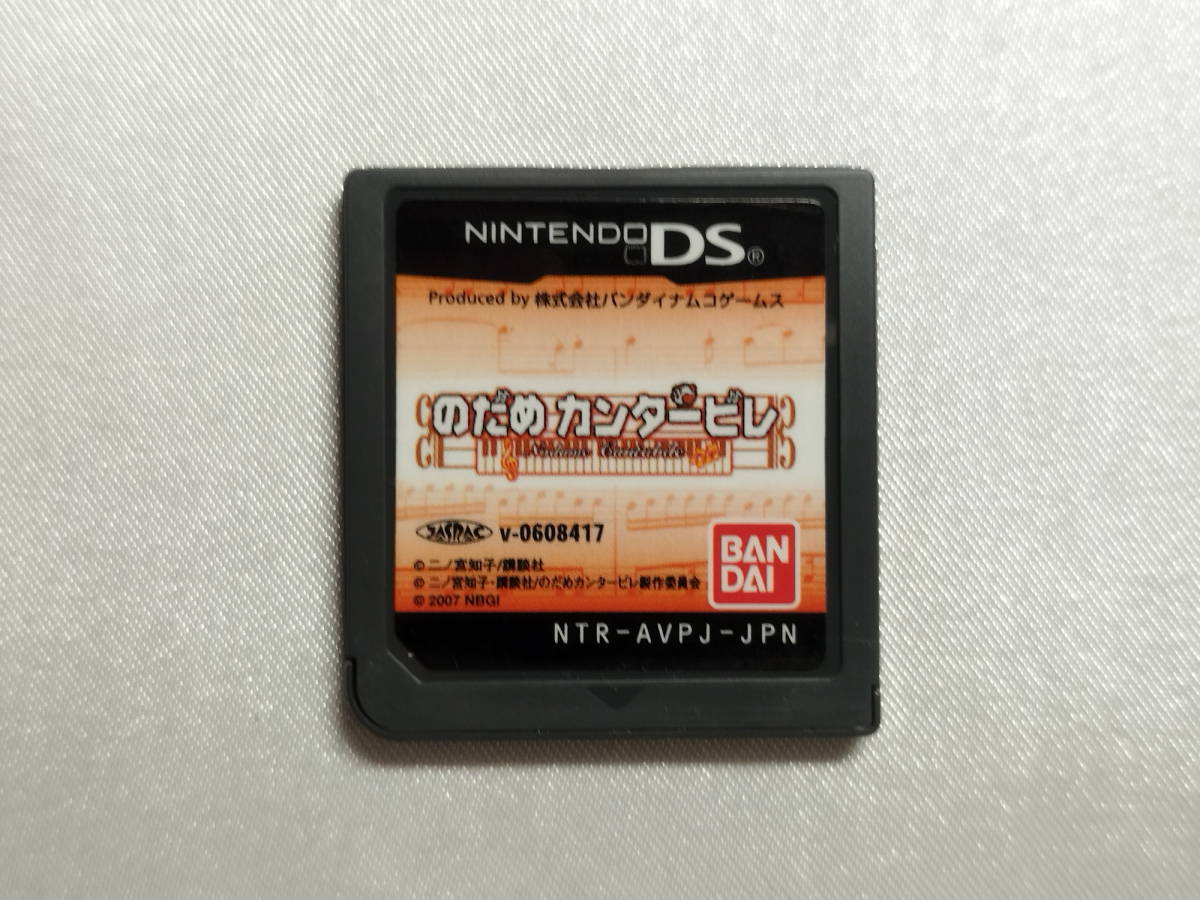 NINTENDO DS®
Produced by 株式会社バンダイナムコゲームス
のだめカンタービレ
Nodame Cantabile
JASRAC v-0608417
© 二ノ宮知子/講談社
© 二ノ宮知子・講談社/のだめカンタービレ製作委員会
© 2007 NBGI
BAN
DAI
NTR-AVPJ-JPN